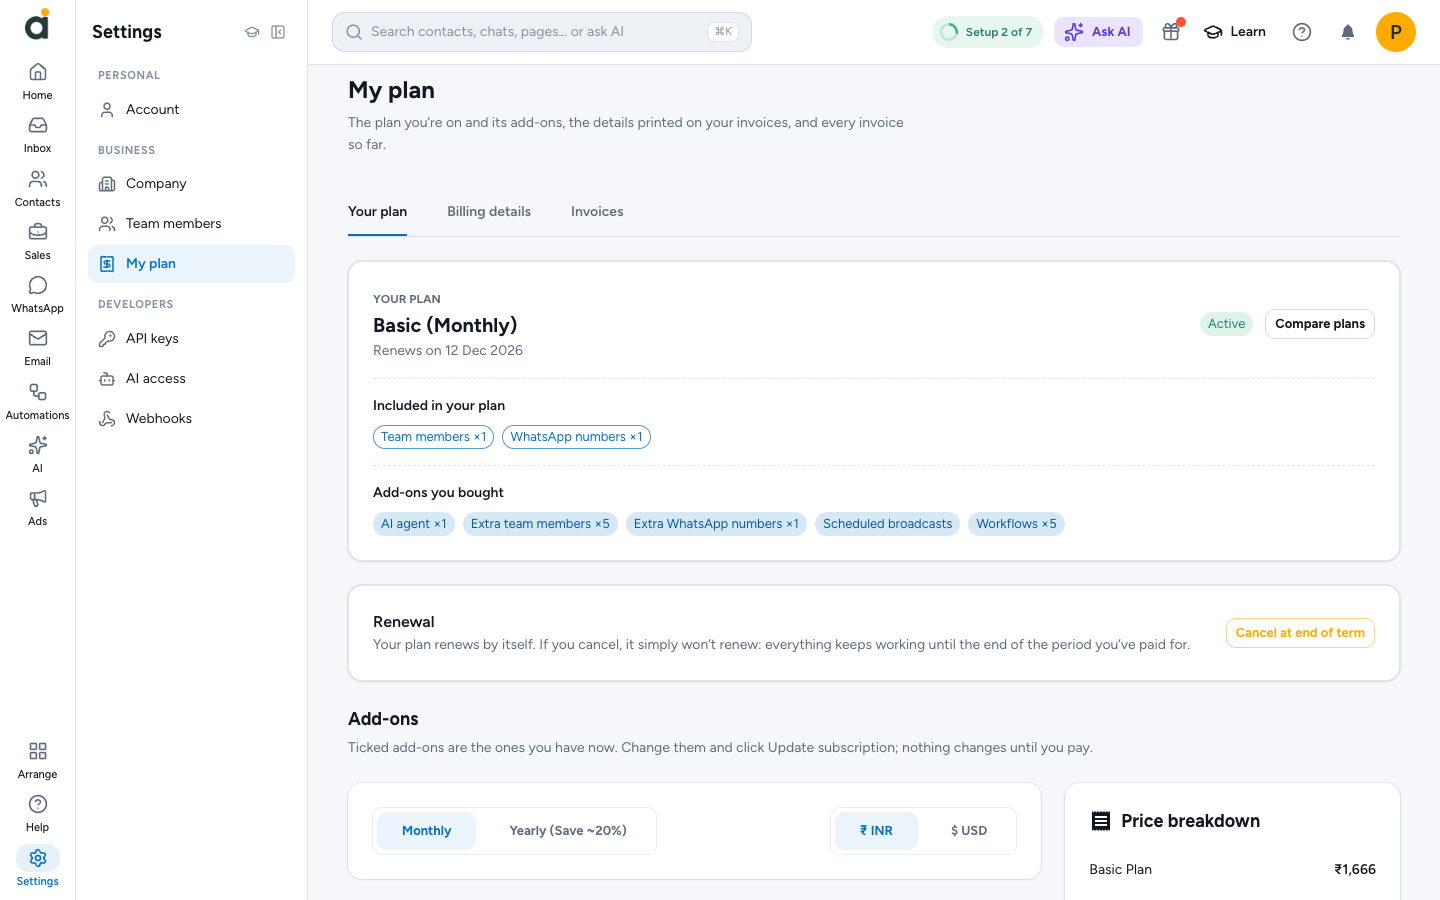 Home
Inbox
Contacts
Sales
WhatsApp
Email
Automations
AI
Ads
Arrange
Help
Settings
Settings
PERSONAL
Account
BUSINESS
Company
Team members
My plan
DEVELOPERS
API keys
AI access
Webhooks
Search contacts, chats, pages... or ask AI
⌘K
Setup 2 of 7
Ask AI
Learn
P
My plan
The plan you're on and its add-ons, the details printed on your invoices, and every invoice
so far.
Your plan
Billing details
Invoices
YOUR PLAN
Basic (Monthly)
Renews on 12 Dec 2026
Active
Compare plans
Included in your plan
Team members ×1
WhatsApp numbers ×1
Add-ons you bought
AI agent ×1
Extra team members ×5
Extra WhatsApp numbers ×1
Scheduled broadcasts
Workflows ×5
Renewal
Your plan renews by itself. If you cancel, it simply won't renew: everything keeps working until the end of the period you've paid for.
Cancel at end of term
Add-ons
Ticked add-ons are the ones you have now. Change them and click Update subscription; nothing changes until you pay.
Monthly
Yearly (Save ~20%)
₹ INR
$ USD
Price breakdown
Basic Plan
₹1,666